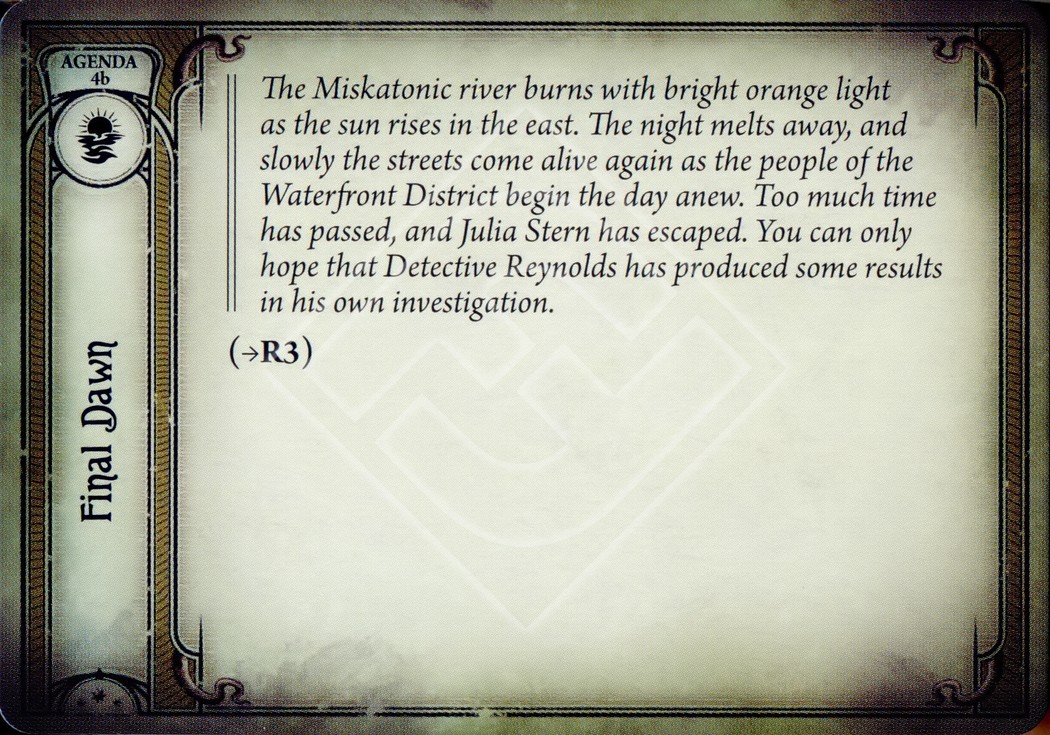 AGENDA
4b
Final Dawn
The Miskatonic river burns with bright orange light
as the sun rises in the east. The night melts away, and
slowly the streets come alive again as the people of the
Waterfront District begin the day anew. Too much time
has passed, and Julia Stern has escaped. You can only
hope that Detective Reynolds has produced some results
in his own investigation.
(→R3)